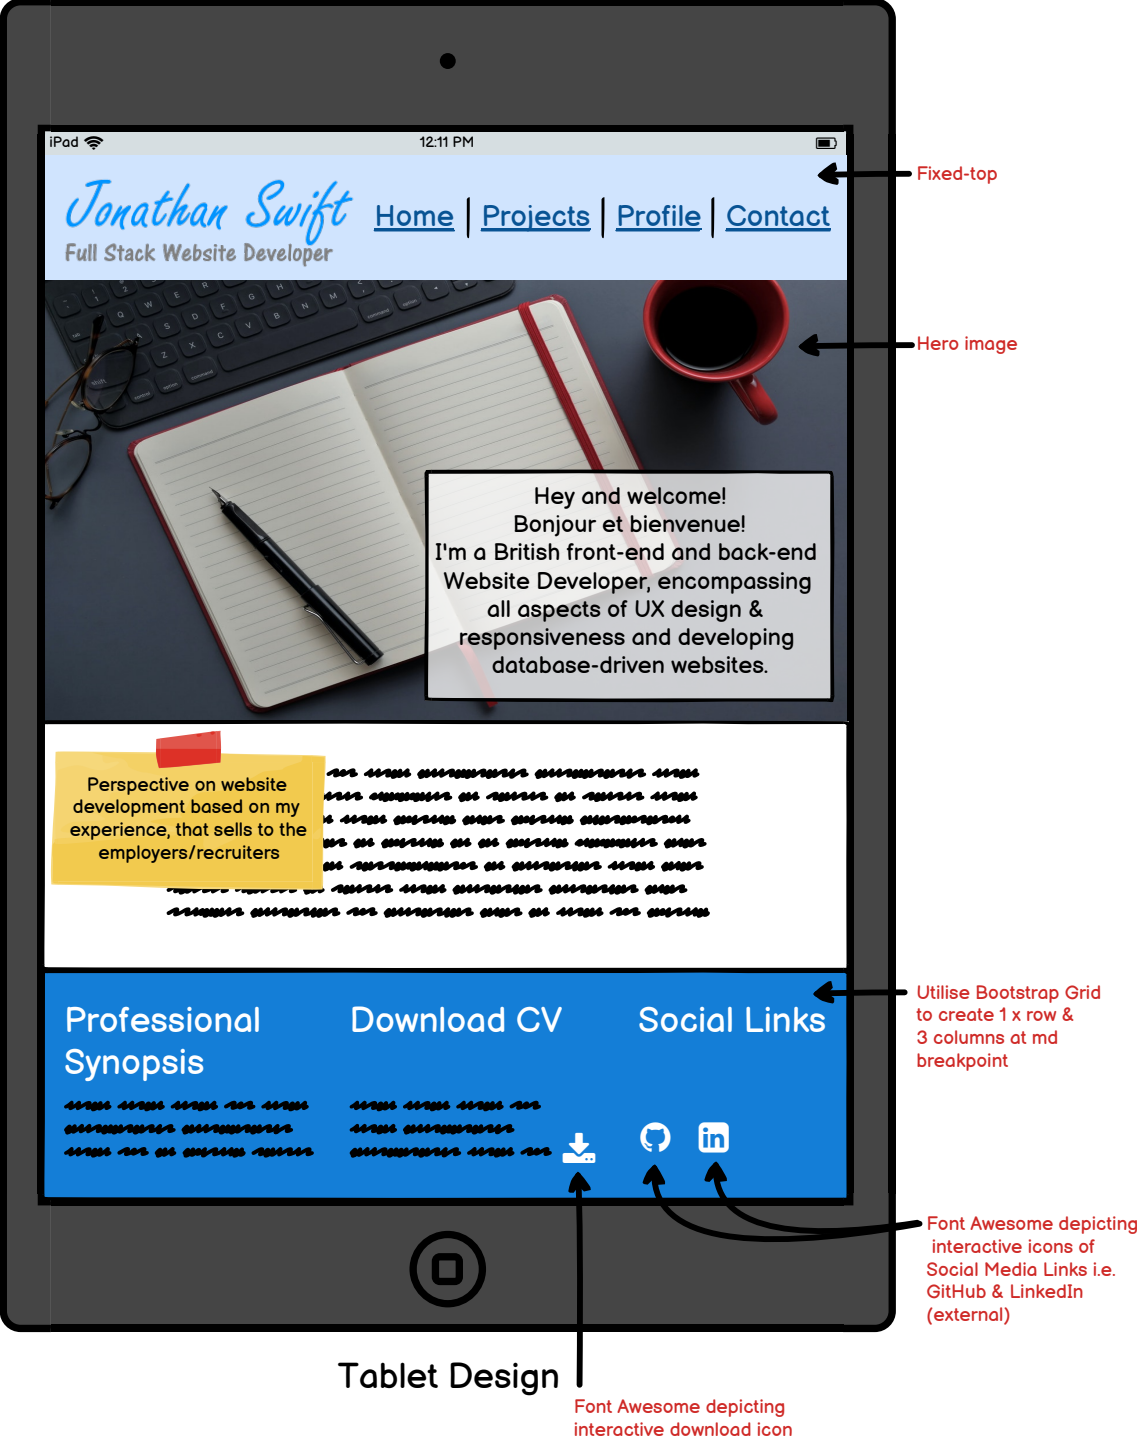 iPad
12:11 PM
Fixed-top
Jonathan Swift
Full Stack Website Developer
Home | Projects | Profile | Contact
Hero image
Hey and welcome!
Bonjour et bienvenue!
I'm a British front-end and back-end
Website Developer, encompassing
all aspects of UX design &
responsiveness and developing
database-driven websites.
Perspective on website
development based on my
experience, that sells to the
employers/recruiters
Utilise Bootstrap Grid
to create 1 x row &
3 columns at md
breakpoint
Professional
Synopsis
Download CV
Social Links
in
Font Awesome depicting
interactive icons of
Social Media Links i.e.
GitHub & LinkedIn
(external)
Tablet Design
Font Awesome depicting
interactive download icon